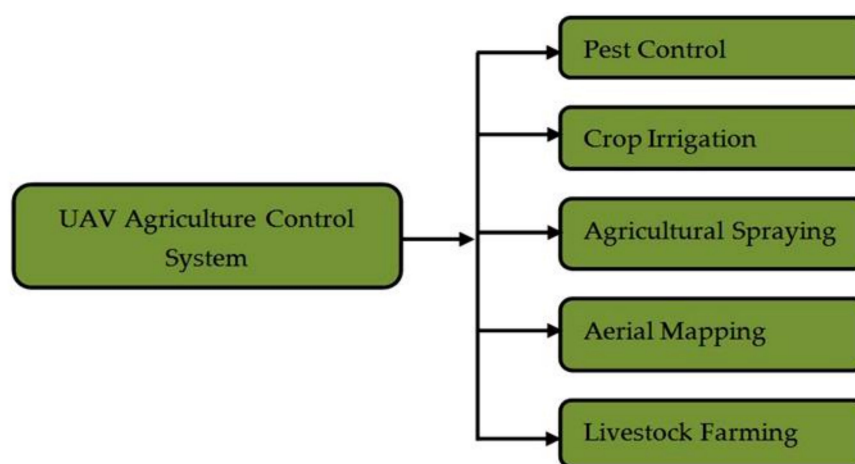 UAV Agriculture Control
System
Pest Control
Crop Irrigation
Agricultural Spraying
Aerial Mapping
Livestock Farming